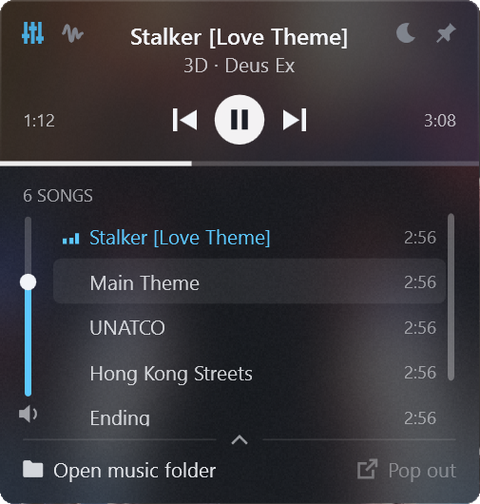 Stalker [Love Theme]
3D · Deus Ex
1:12
3:08
6 SONGS
Stalker [Love Theme] 2:56
Main Theme 2:56
UNATCO 2:56
Hong Kong Streets 2:56
Ending 2:56
Open music folder
Pop out